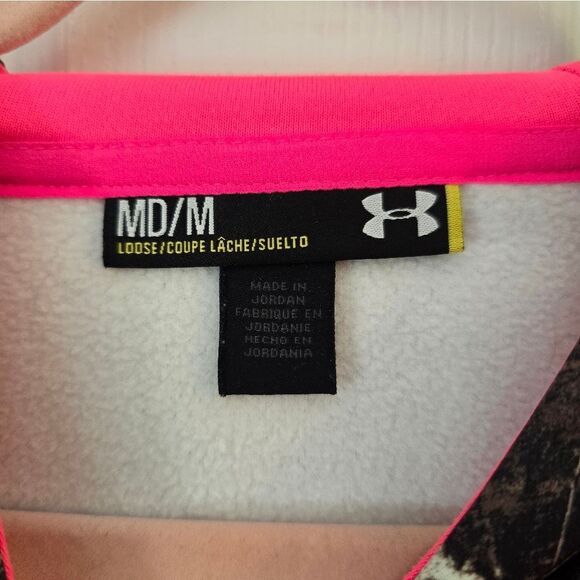 MD/M
LOOSE/COUPE LÂCHE/SUELTO
MADE IN
JORDAN
FABRIQUE EN
JORDANIE
HECHO EN
JORDANIA